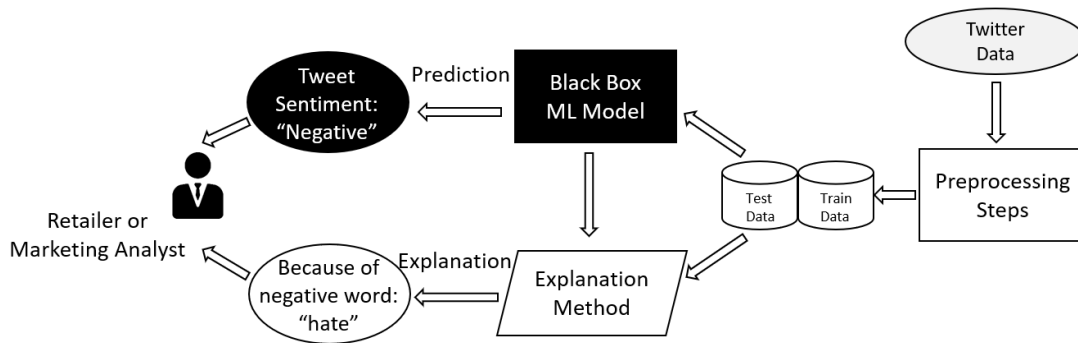 Twitter
Data
Prediction
Tweet
Sentiment:
“Negative”
Black Box
ML Model
Test
Data
Train
Data
Preprocessing
Steps
Retailer or
Marketing Analyst
Explanation
Because of
negative word:
“hate”
Explanation
Method